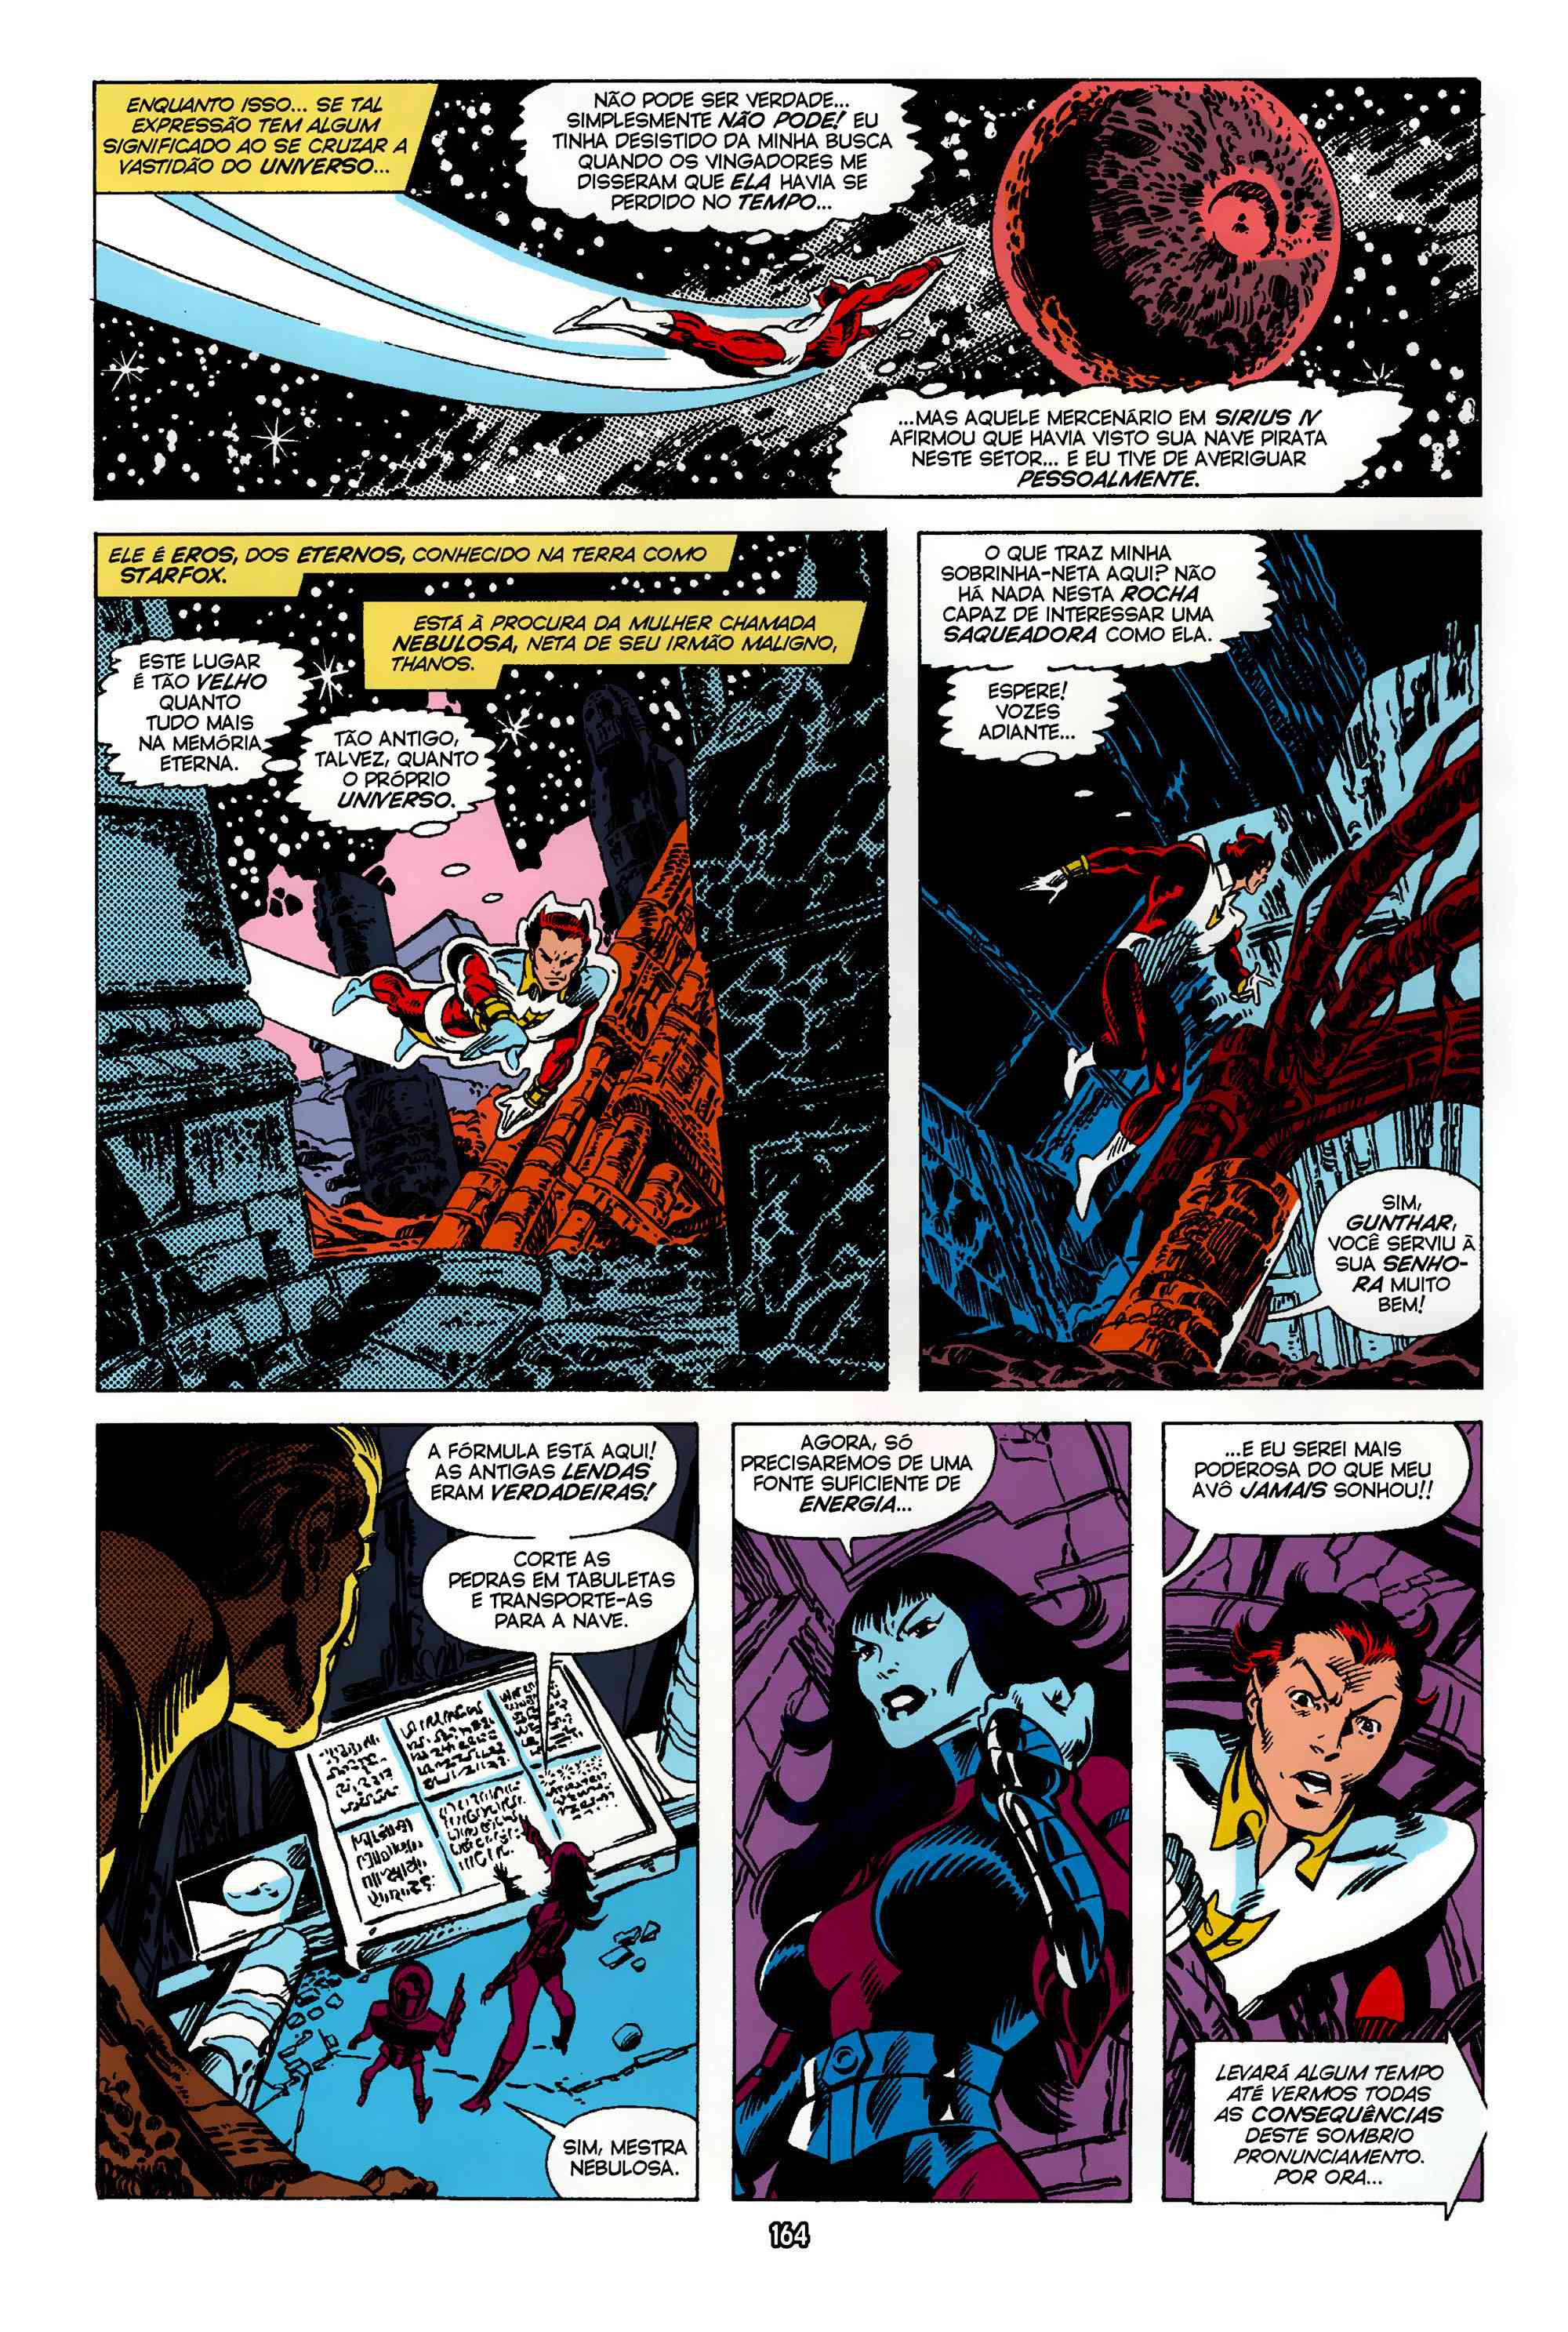 ENQUANTO ISSO... SE TAL
EXPRESSÃO TEM ALGUM
SIGNIFICADO AO SE CRUZAR A
VASTIDÃO DO UNIVERSO...
NÃO PODE SER VERDADE...
SIMPLESMENTE NÃO PODE! EU
TINHA DESISTIDO DA MINHA BUSCA
QUANDO OS VINGADORES ME
DISSERAM QUE ELA HAVIA SE
PERDIDO NO TEMPO...
...MAS AQUELE MERCENÁRIO EM SIRIUS IV
AFIRMOU QUE HAVIA VISTO SUA NAVE PIRATA
NESTE SETOR... E EU TIVE DE AVERIGUAR
PESSOALMENTE.
ELE É EROS, DOS ETERNOS, CONHECIDO NA TERRA COMO
STARFOX.
ESTÁ À PROCURA DA MULHER CHAMADA
NEBULOSA, NETA DE SEU IRMÃO MALIGNO,
THANOS.
ESTE LUGAR
É TÃO VELHO
QUANTO
TUDO MAIS
NA MEMÓRIA
ETERNA.
TÃO ANTIGO,
TALVEZ, QUANTO
O PRÓPRIO
UNIVERSO.
O QUE TRAZ MINHA
SOBRINHA-NETA AQUI? NÃO
HÁ NADA NESTA ROCHA
CAPAZ DE INTERESSAR UMA
SAQUEADORA COMO ELA.
ESPERE!
VOZES
ADIANTE...
SIM,
GUNTHAR,
VOCÊ SERVIU À
SUA SENHO-
RA MUITO
BEM!
A FÓRMULA ESTÁ AQUI!
AS ANTIGAS LENDAS
ERAM VERDADEIRAS!
CORTE AS
PEDRAS EM TABULETAS
E TRANSPORTE-AS
PARA A NAVE.
SIM, MESTRA
NEBULOSA.
AGORA, SÓ
PRECISAREMOS DE UMA
FONTE SUFICIENTE DE
ENERGIA...
...E EU SEREI MAIS
PODEROSA DO QUE MEU
AVÔ JAMAIS SONHOU!!
LEVARÁ ALGUM TEMPO
ATÉ VERMOS TODAS
AS CONSEQUÊNCIAS
DESTE SOMBRIO
PRONUNCIAMENTO.
POR ORA...
164